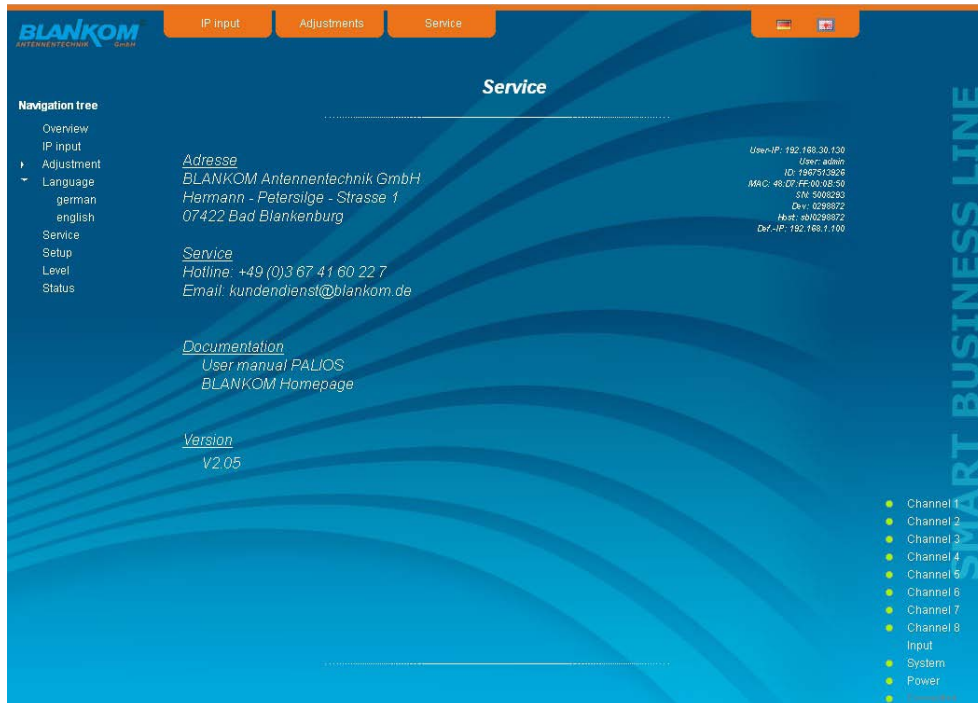 BLANKOM
ANTENNENTECHNIK GmbH
IP input
Adjustments
Service
Service
Navigation tree
Overview
IP input
Adjustment
Language
german
english
Service
Setup
Level
Status
Adresse
BLANKOM Antennentechnik GmbH
Hermann - Petersilge - Strasse 1
07422 Bad Blankenburg
Service
Hotline: +49 (0)3 67 41 60 22 7
Email: kundendienst@blankom.de
Documentation
User manual PALIOS
BLANKOM Homepage
Version
V2.05
User-IP: 192.168.30.130
User: admin
ID: 1967513926
MAC: 48:D7:FF:00:0B:50
SN: 5008293
Dev.: 0298872
Host: sbl0298872
Def.-IP: 192.168.1.100
SMART BUSINESS LINE
Channel 1
Channel 2
Channel 3
Channel 4
Channel 5
Channel 6
Channel 7
Channel 8
Input
System
Power